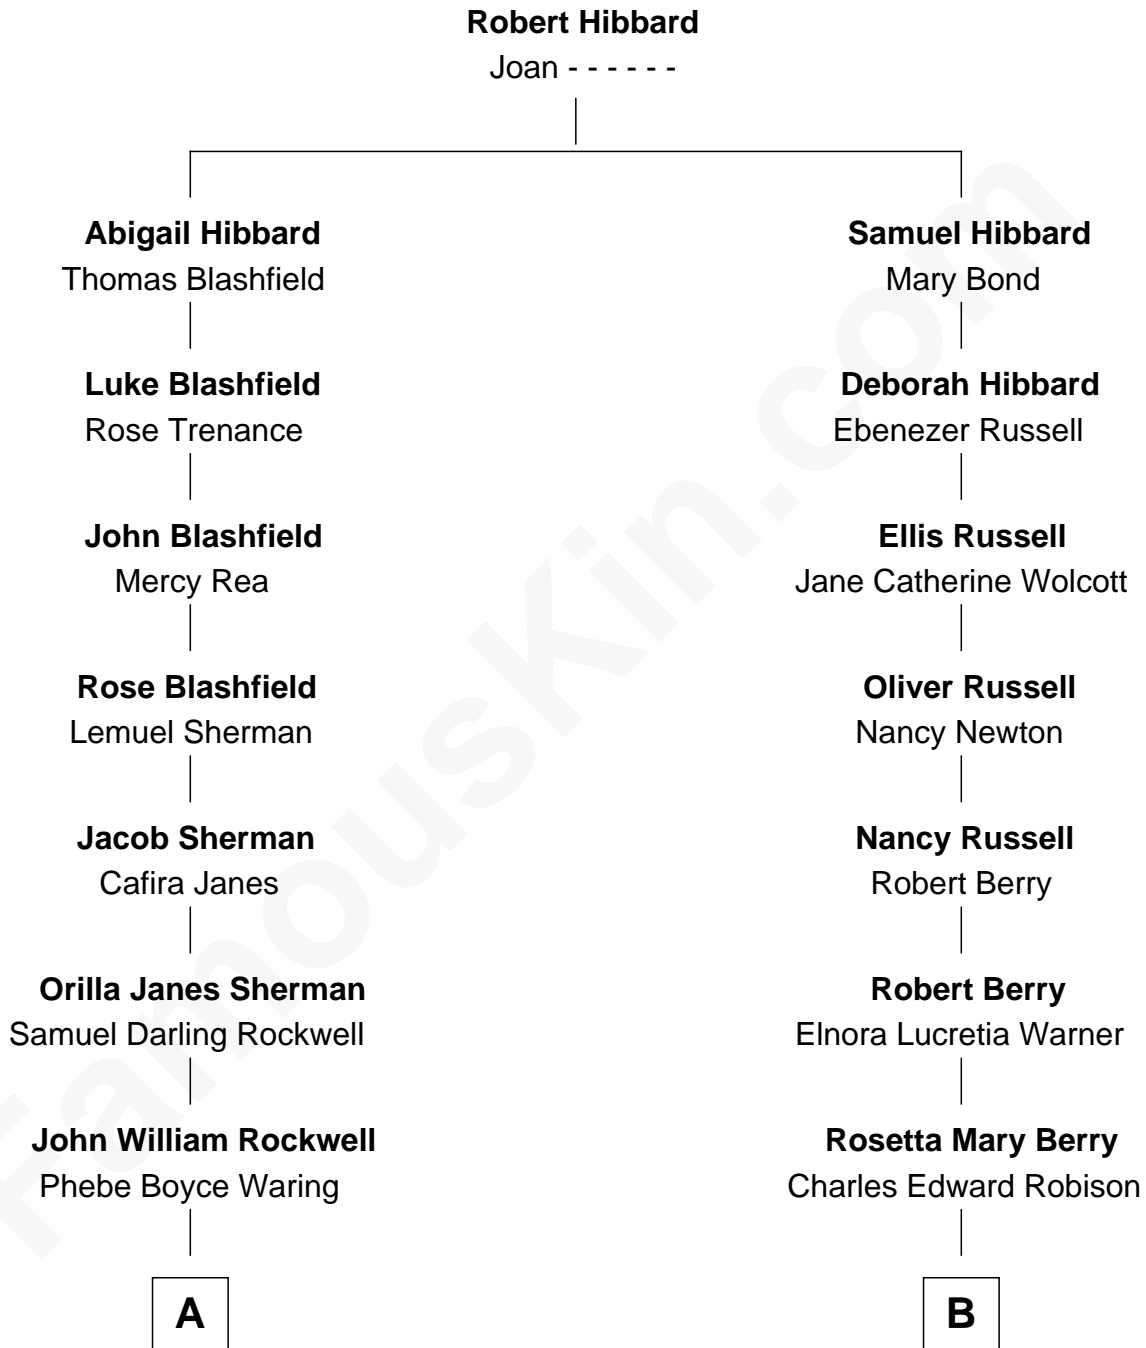 Robert Hibbard
Joan - - - - - -
Abigail Hibbard
Thomas Blashfield
Luke Blashfield
Rose Trenance
John Blashfield
Mercy Rea
Rose Blashfield
Lemuel Sherman
Jacob Sherman
Cafira Janes
Orilla Janes Sherman
Samuel Darling Rockwell
John William Rockwell
Phebe Boyce Waring
A
Samuel Hibbard
Mary Bond
Deborah Hibbard
Ebenezer Russell
Ellis Russell
Jane Catherine Wolcott
Oliver Russell
Nancy Newton
Nancy Russell
Robert Berry
Robert Berry
Elnora Lucretia Warner
Rosetta Mary Berry
Charles Edward Robison
B
FamousKin.com